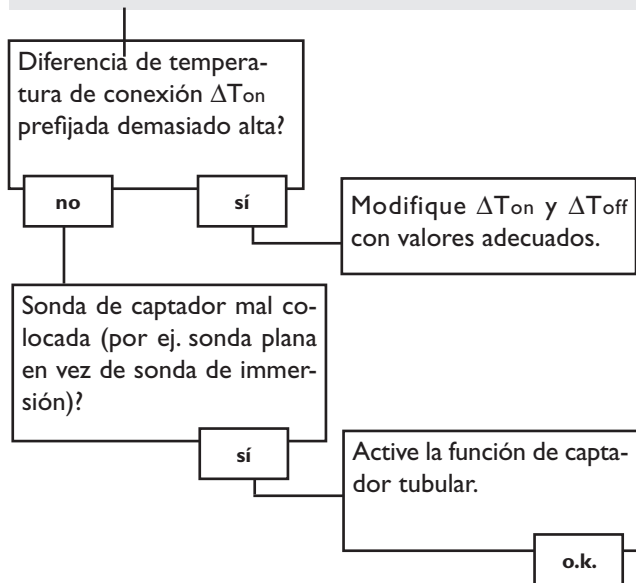 Diferencia de tempera-
tura de conexión ΔTon
prefijada demasiado alta?
no
sí
Modifique ΔTon y ΔToff
con valores adecuados.
Sonda de captador mal co-
locada (por ej. sonda plana
en vez de sonda de immer-
sión)?
sí
Active la función de capta-
dor tubular.
o.k.